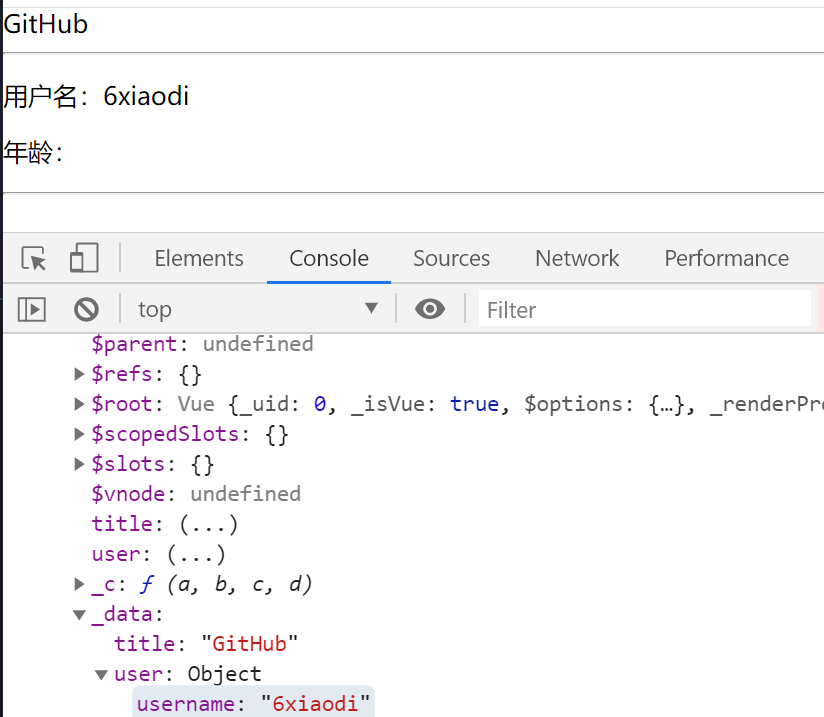 GitHub
用户名：6xiaodi
年龄：
Elements Console Sources Network Performance
top Filter
$parent: undefined
$refs: {}
$root: Vue {_uid: 0, _isVue: true, $options: {…}, _renderPro
$scopedSlots: {}
$slots: {}
$vnode: undefined
title: (...)
user: (...)
_c: ƒ (a, b, c, d)
_data:
title: "GitHub"
user: Object
username: "6xiaodi"